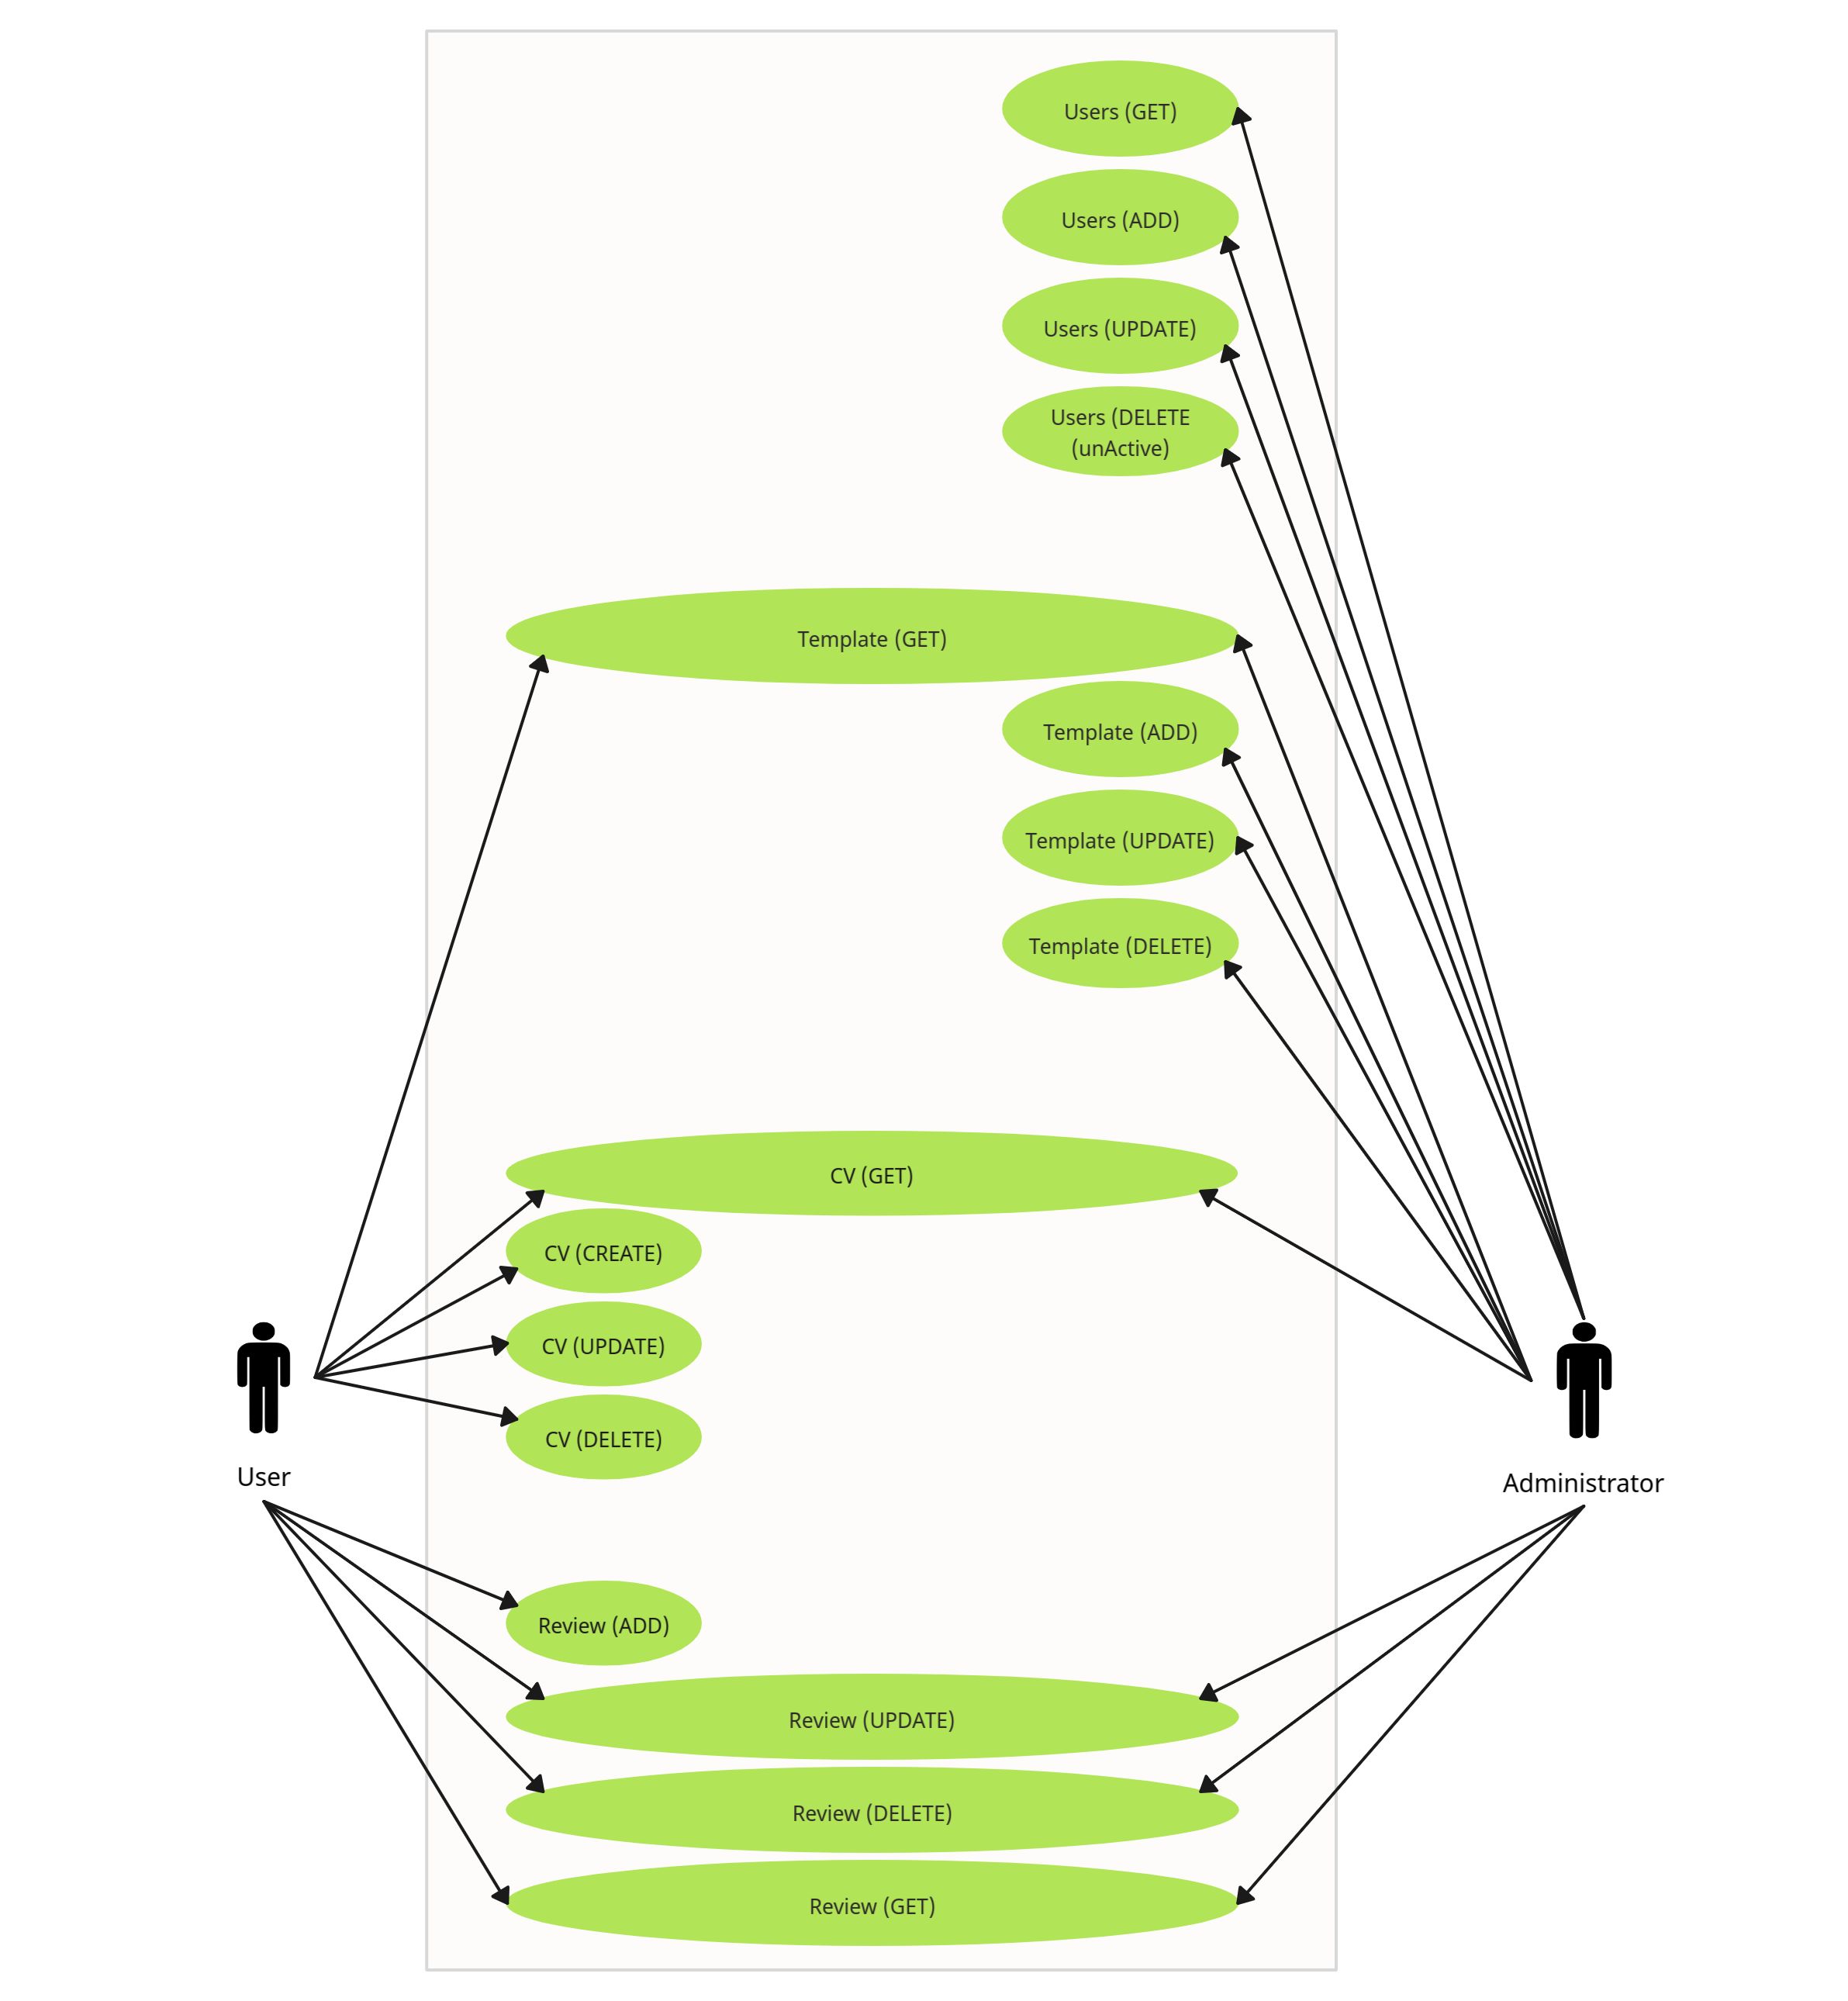 Users (GET)
Users (ADD)
Users (UPDATE)
Users (DELETE
(unActive)
Template (GET)
Template (ADD)
Template (UPDATE)
Template (DELETE)
CV (GET)
CV (CREATE)
CV (UPDATE)
CV (DELETE)
User
Administrator
Review (ADD)
Review (UPDATE)
Review (DELETE)
Review (GET)